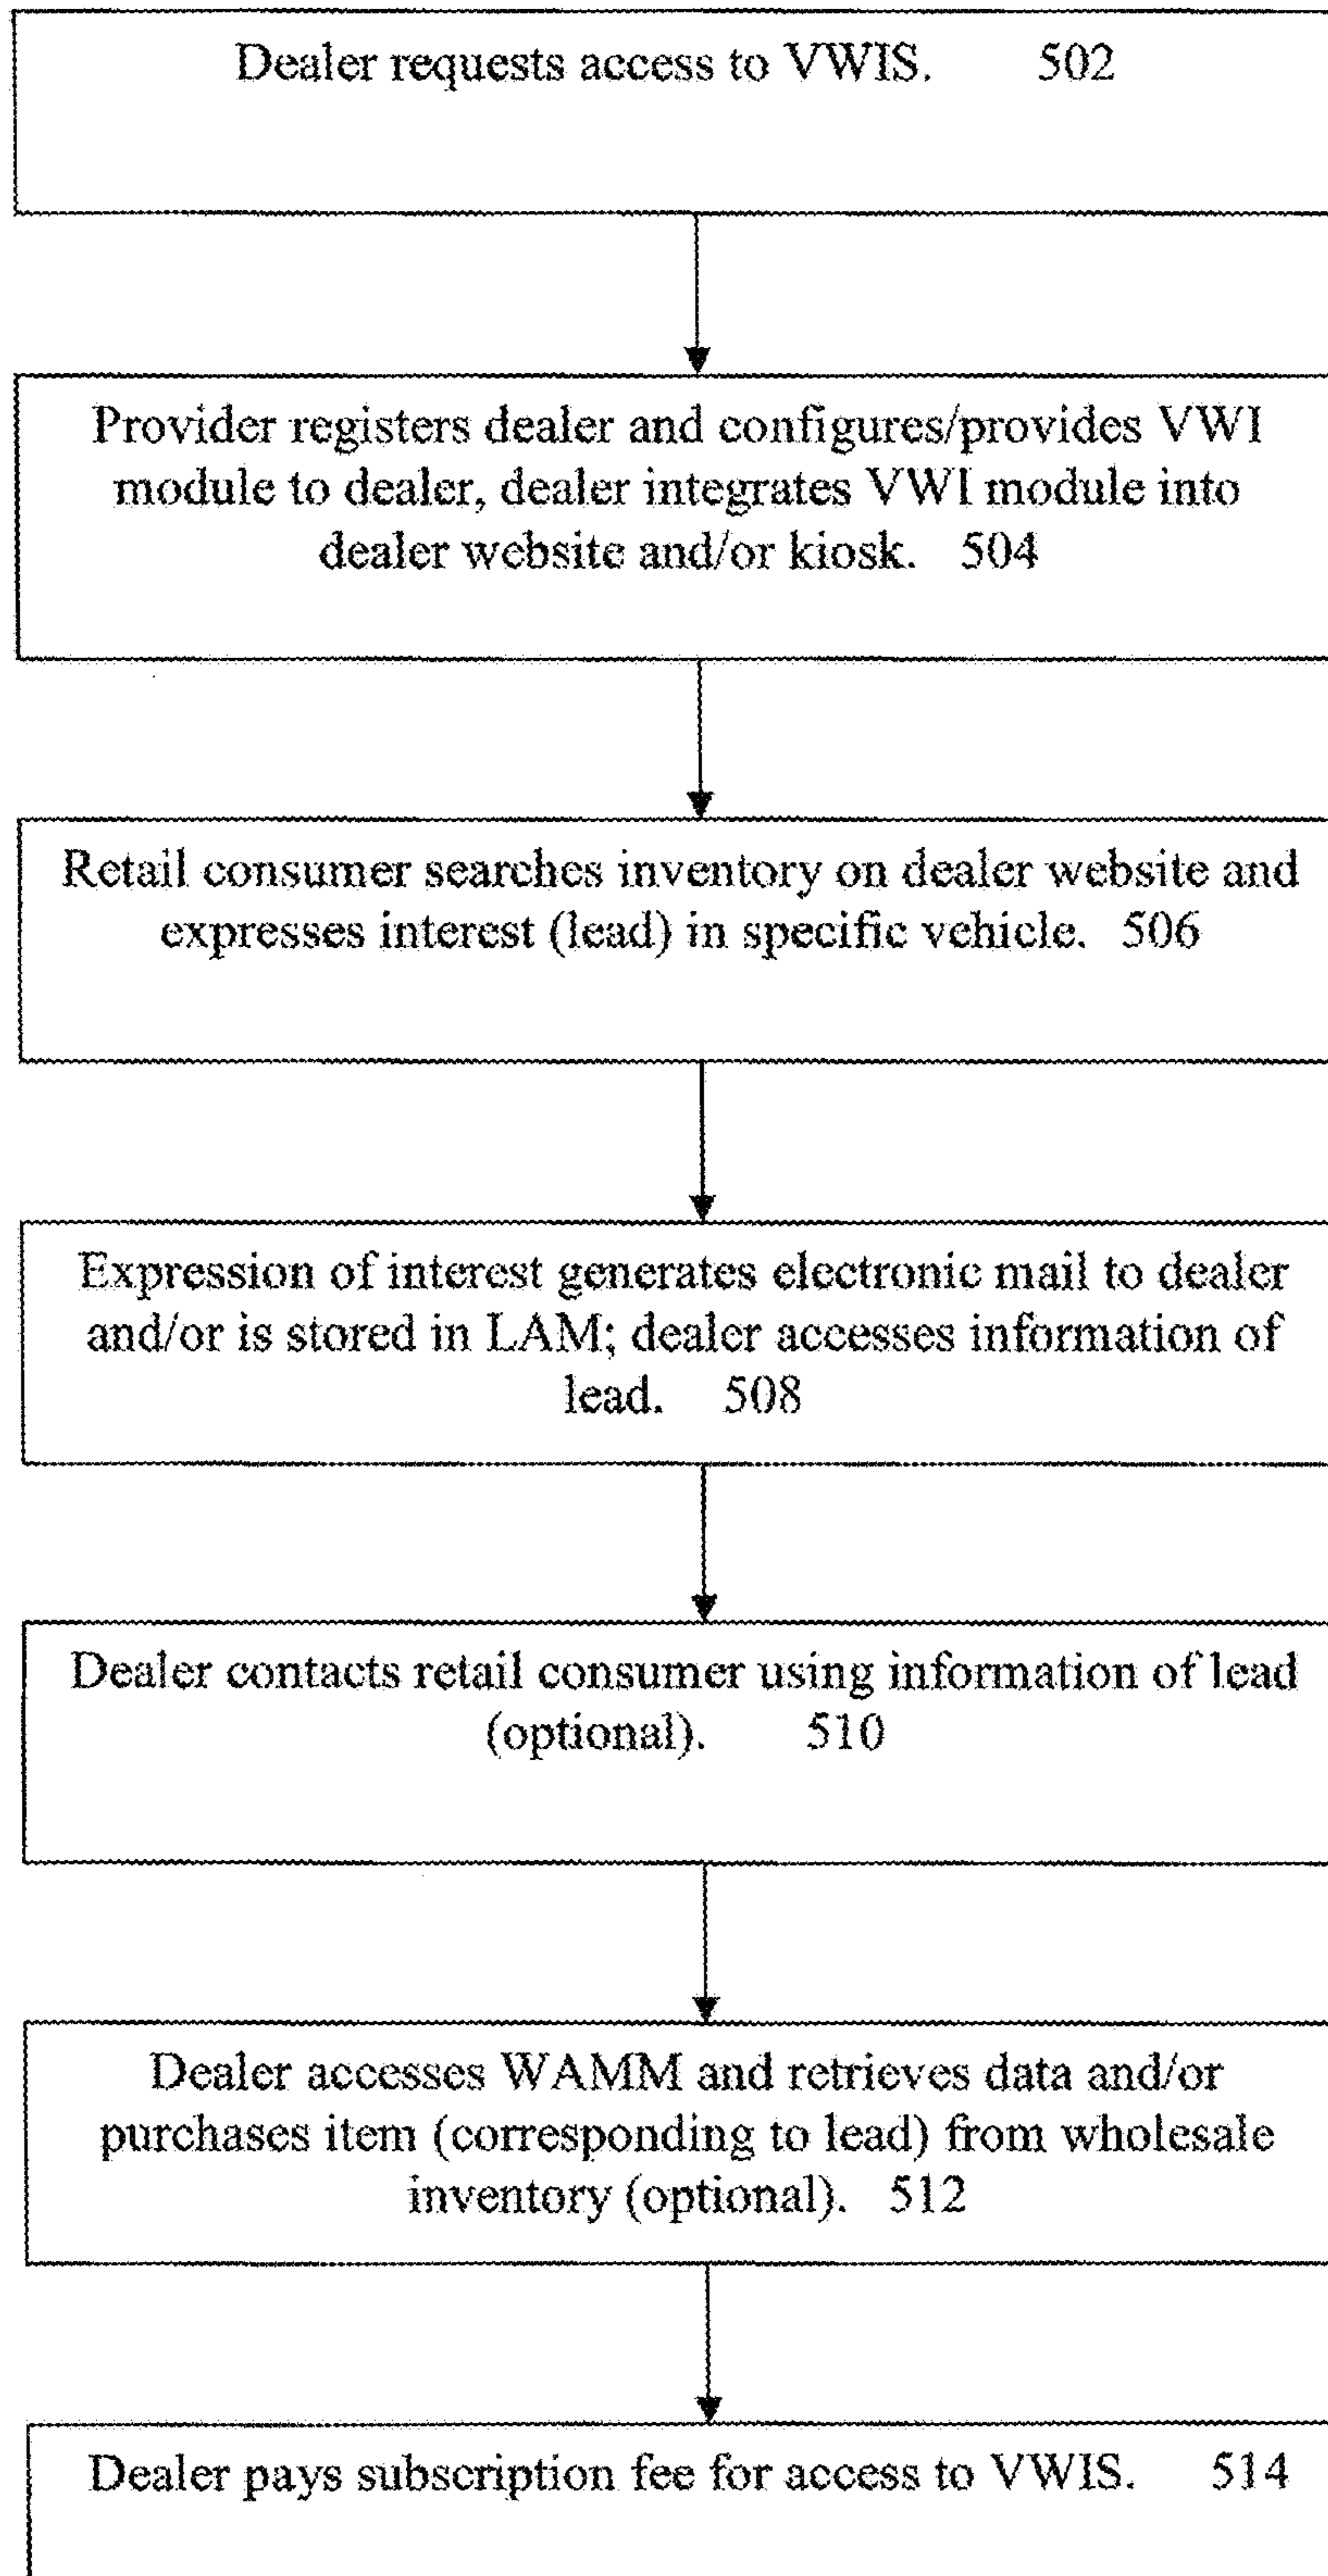 Dealer requests access to VWIS. 502
Provider registers dealer and configures/provides VWI
module to dealer, dealer integrates VWI module into
dealer website and/or kiosk. 504
Retail consumer searches inventory on dealer website and
expresses interest (lead) in specific vehicle. 506
Expression of interest generates electronic mail to dealer
and/or is stored in LAM; dealer accesses information of
lead. 508
Dealer contacts retail consumer using information of lead
(optional). 510
Dealer accesses WAMM and retrieves data and/or
purchases item (corresponding to lead) from wholesale
inventory (optional). 512
Dealer pays subscription fee for access to VWIS. 514